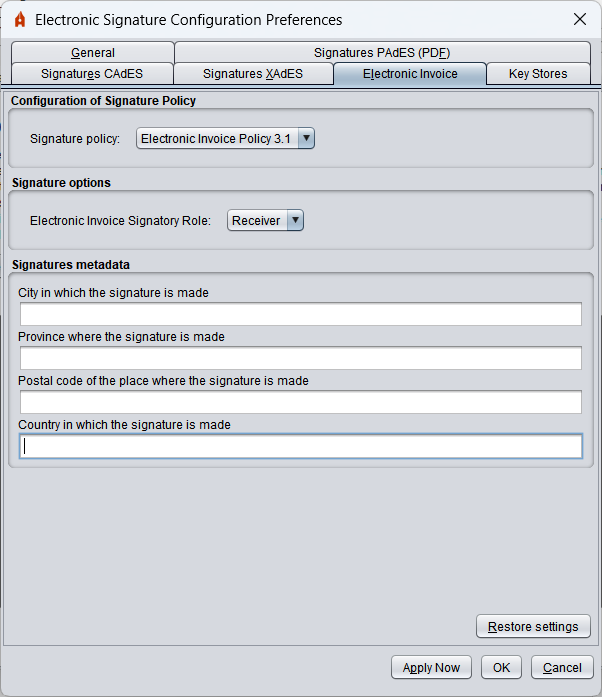 Electronic Signature Configuration Preferences
General
Signatures PAdES (PDF)
Signatures CAdES
Signatures XAdES
Electronic Invoice
Key Stores
Configuration of Signature Policy
Signature policy:
Electronic Invoice Policy 3.1
Signature options
Electronic Invoice Signatory Role:
Receiver
Signatures metadata
City in which the signature is made
Province where the signature is made
Postal code of the place where the signature is made
Country in which the signature is made
Restore settings
Apply Now
OK
Cancel